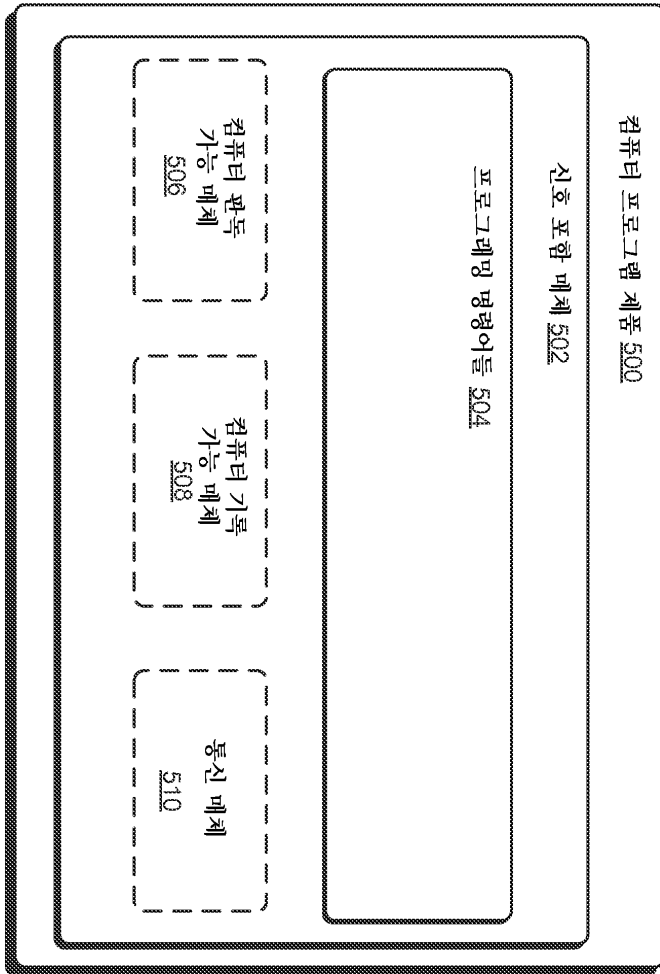 컴퓨터 프로그램 제품 500
신호 포함 매체 502
프로그래밍 명령어들 504
컴퓨터 판독
가능 매체
506
컴퓨터 기록
가능 매체
508
통신 매체
510